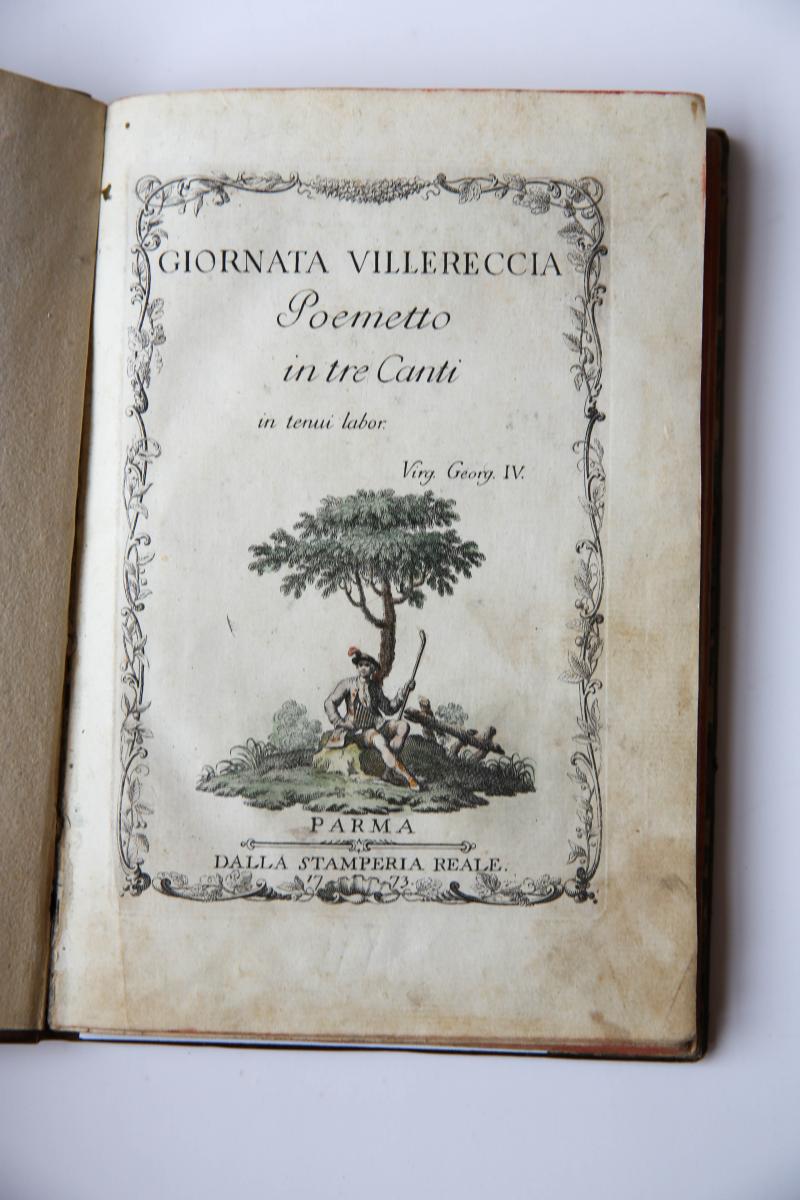 GIORNATA VILLERECCIA
Poemetto
in tre Canti
in tenui labor.
Virg. Georg. IV.
PARMA
DALLA STAMPERIA REALE.
1773.